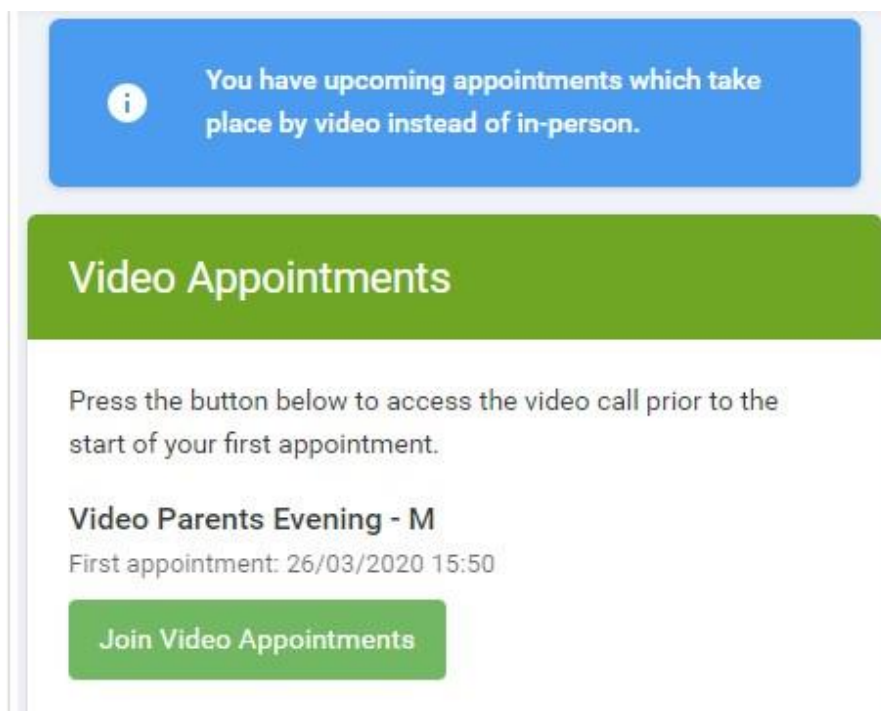 You have upcoming appointments which take
place by video instead of in-person.
Video Appointments
Press the button below to access the video call prior to the
start of your first appointment.
Video Parents Evening - M
First appointment: 26/03/2020 15:50
Join Video Appointments